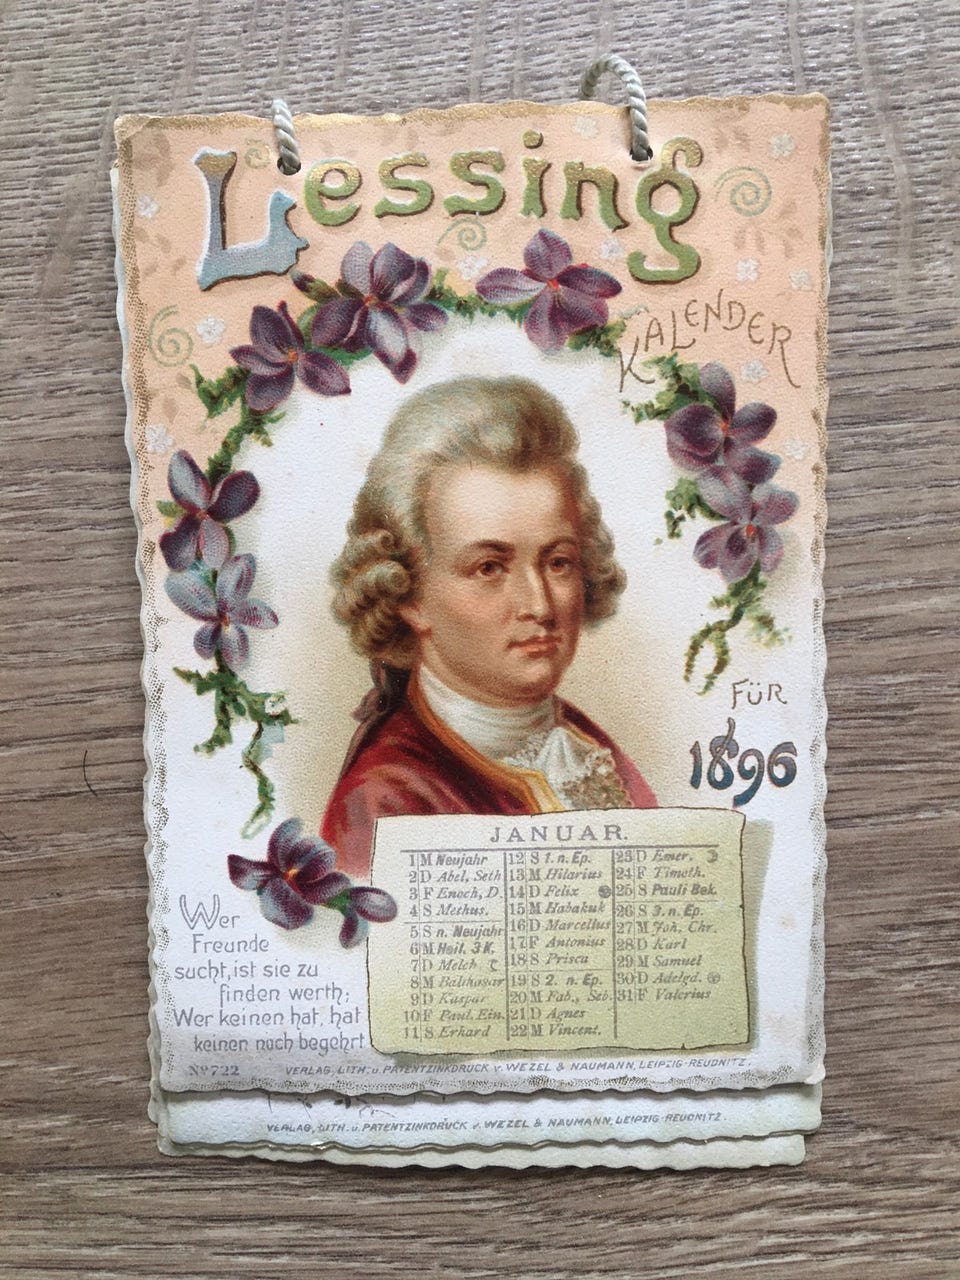 Lessing
KALENDER
FÜR
1896
JANUAR.
1 M Neujahr
2 D Abel, Seth
3 F Enoch, D.
4 S Methus.
5 S n. Neujahr
6 M Heil. 3 K.
7 D Melch ☾
8 M Balthasar
9 D Kaspar
10 F Paul. Ein.
11 S Erhard
12 S 1. n. Ep.
13 M Hilarius
14 D Felix
15 M Habakuk
16 D Marcellus
17 F Antonius
18 S Prisca
19 S 2. n. Ep.
20 M Fab., Seb.
21 D Agnes
22 M Vincent.
23 D Emer. ☽
24 F Timoth.
25 S Pauli Bek.
26 S 3. n. Ep.
27 M Joh. Chr.
28 D Karl
29 M Samuel
30 D Adelgd.
31 F Valerius
Wer
Freunde
sucht, ist sie zu
finden werth;
Wer keinen hat, hat
keinen noch begehrt
No 722
VERLAG, LITH. u. PATENTZINKDRUCK v. WEZEL & NAUMANN, LEIPZIG-REUDNITZ.
VERLAG, LITH. u. PATENTZINKDRUCK v. WEZEL & NAUMANN, LEIPZIG-REUDNITZ.